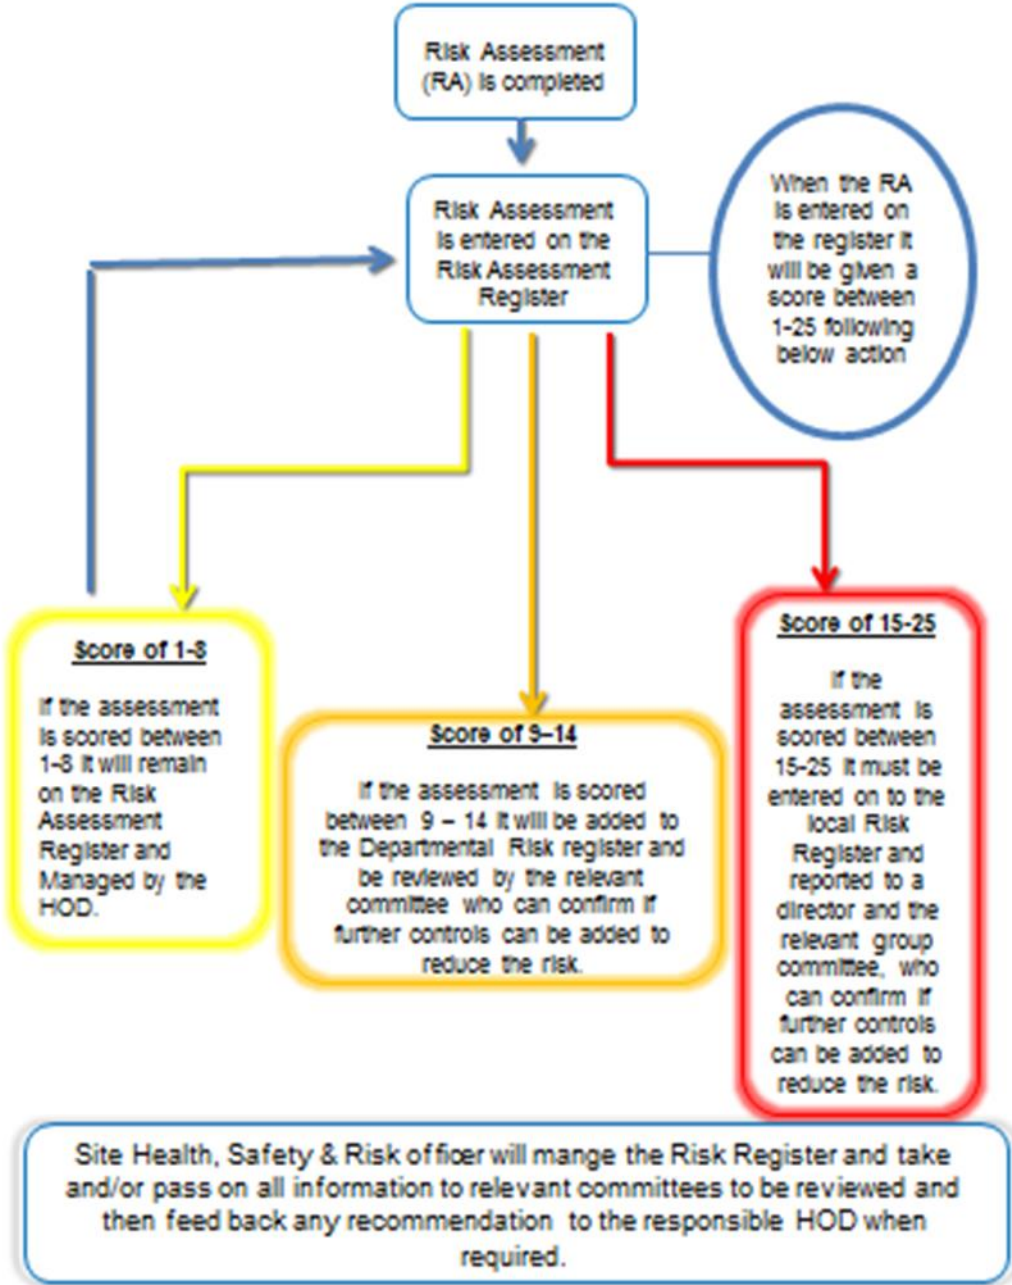 Risk Assessment
(RA) is completed
Risk Assessment
is entered on the
Risk Assessment
Register
When the RA
is entered on
the register it
will be given a
score between
1-25 following
below action
Score of 1-8
If the assessment
is scored between
1-8 it will remain
on the Risk
Assessment
Register and
Managed by the
HOD.
Score of 9–14
If the assessment is scored
between 9 – 14 it will be added to
the Departmental Risk register and
be reviewed by the relevant
committee who can confirm if
further controls can be added to
reduce the risk.
Score of 15-25
If the
assessment is
scored between
15-25 it must be
entered on to the
local Risk
Register and
reported to a
director and the
relevant group
committee, who
can confirm if
further controls
can be added to
reduce the risk.
Site Health, Safety & Risk officer will mange the Risk Register and take
and/or pass on all information to relevant committees to be reviewed and
then feed back any recommendation to the responsible HOD when
required.